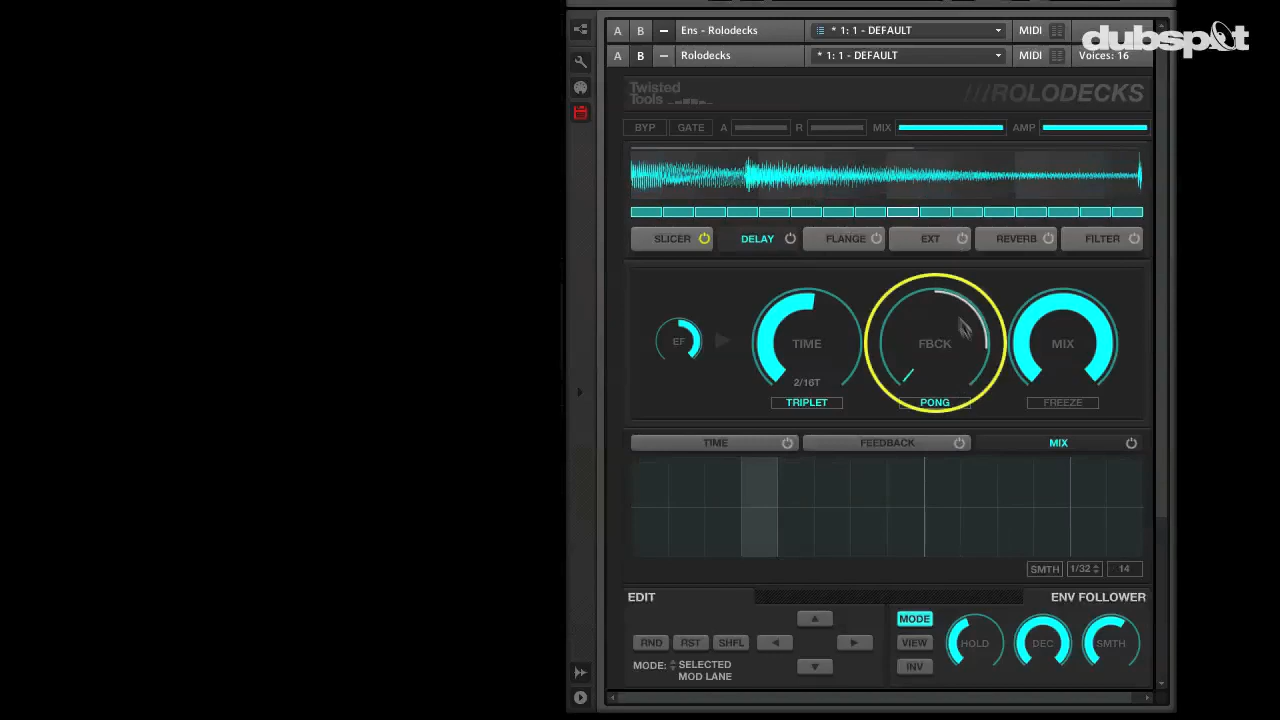 A B Ens - Rolodecks * 1: 1 - DEFAULT MIDI
dubspot
A B Rolodecks * 1: 1 - DEFAULT MIDI Voices: 16
Twisted
Tools
///ROLODECKS
BYP GATE A R MIX AMP
SLICER DELAY FLANGE EXT REVERB FILTER
EF TIME FBCK MIX
2/16T
TRIPLET PONG FREEZE
TIME FEEDBACK MIX
SMTH 1/32 14
EDIT ENV FOLLOWER
MODE
RND RST SHFL VIEW HOLD DEC SMTH
MODE: SELECTED
MOD LANE
INV